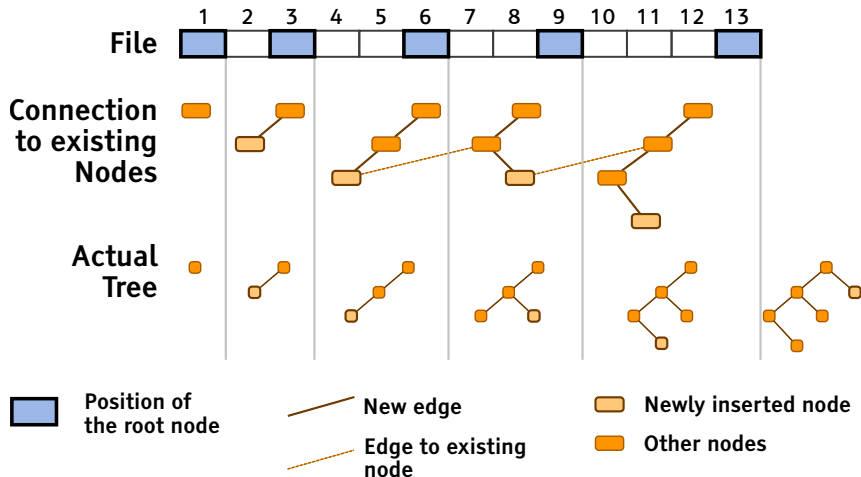 1 2 3 4 5 6 7 8 9 10 11 12 13
File
Connection
to existing
Nodes
Actual
Tree
Position of
the root node
New edge
Edge to existing
node
Newly inserted node
Other nodes